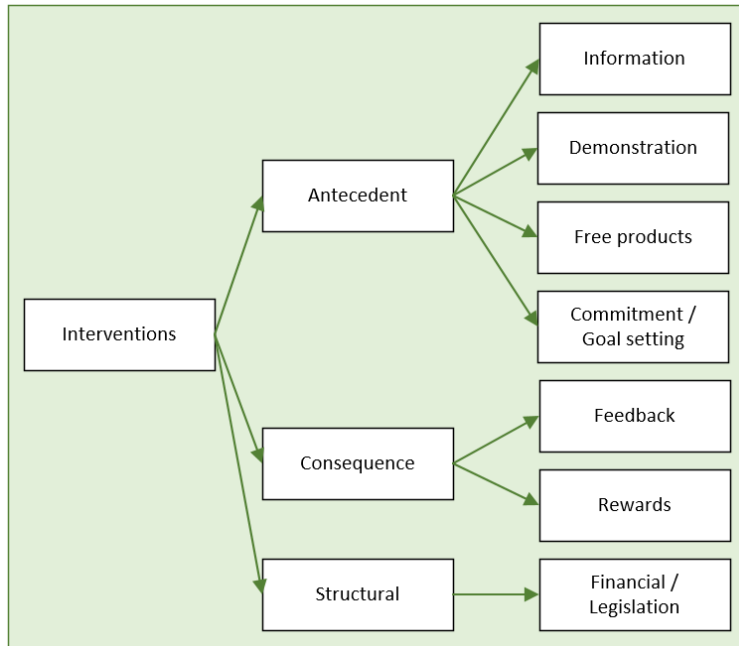 Information
Demonstration
Antecedent
Free products
Commitment /
Goal setting
Interventions
Feedback
Consequence
Rewards
Structural
Financial /
Legislation